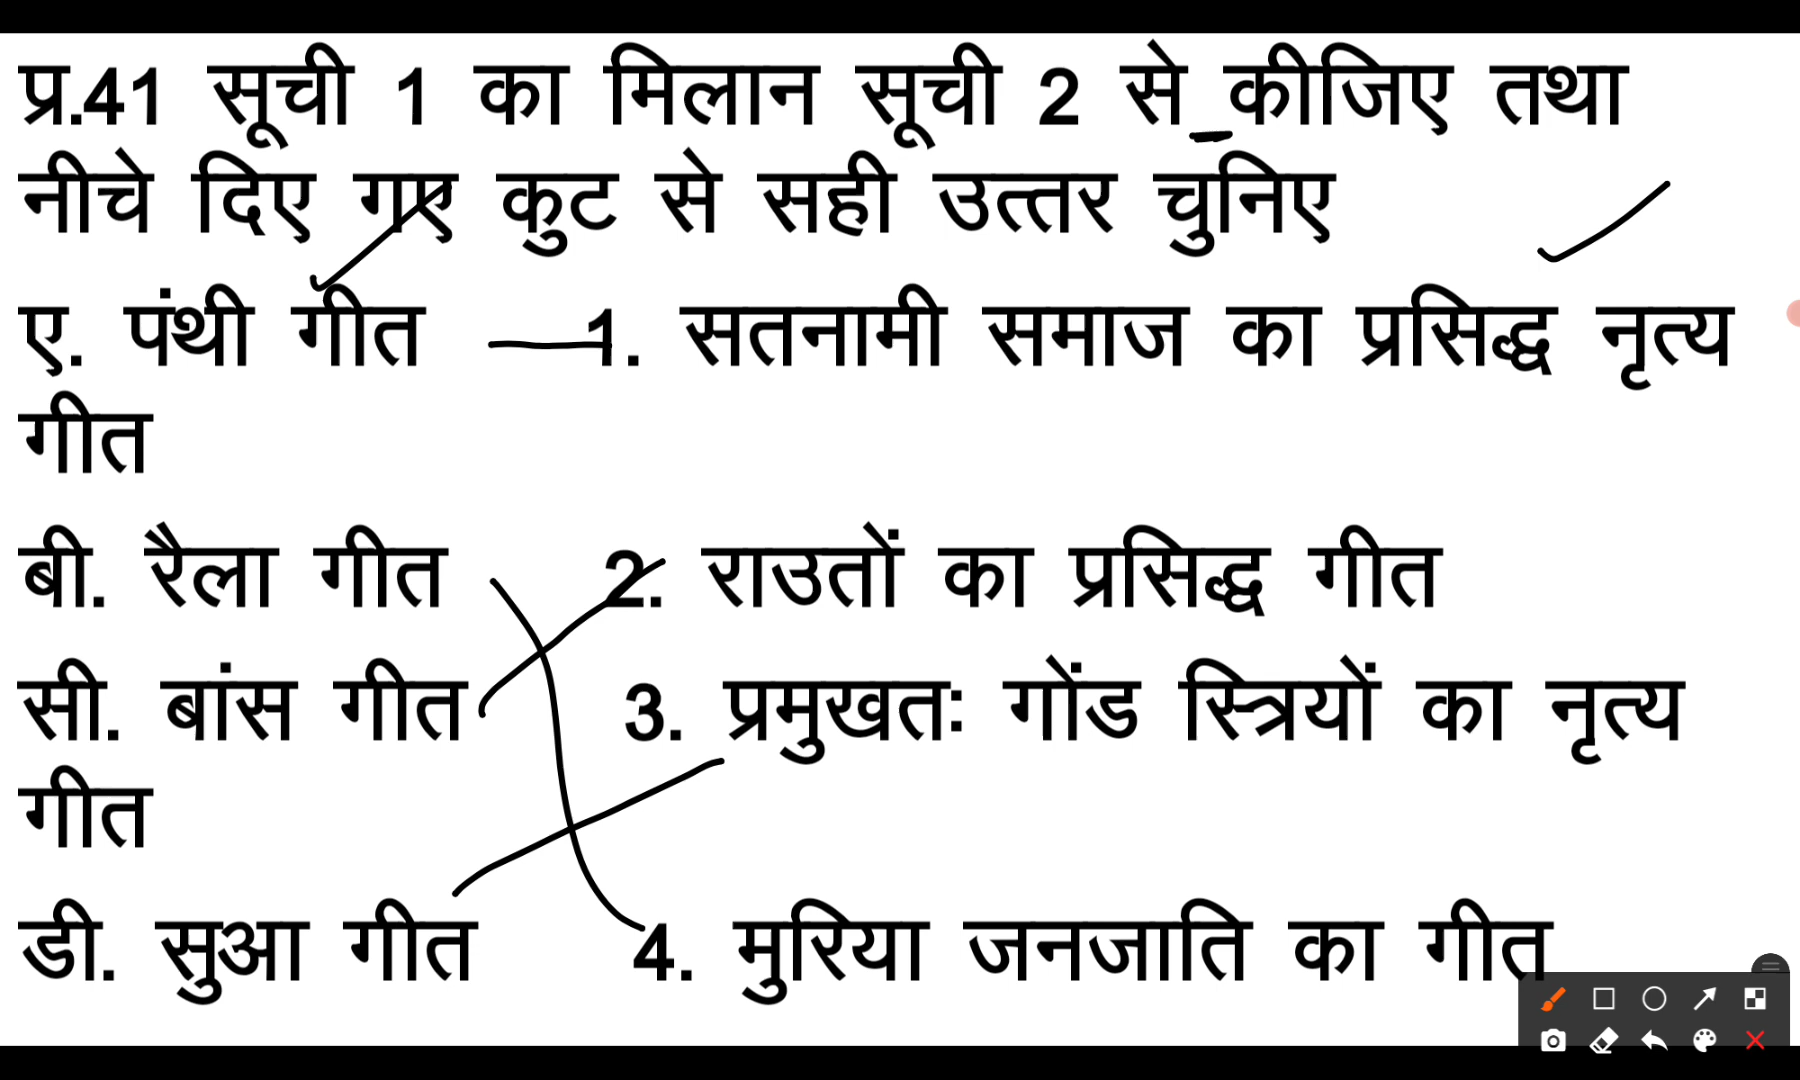 प्र.41 सूची 1 का मिलान सूची 2 से कीजिए तथा
नीचे दिए गए कुट से सही उत्तर चुनिए
ए. पंथी गीत 1. सतनामी समाज का प्रसिद्ध नृत्य
गीत
बी. रैला गीत 2. राउतों का प्रसिद्ध गीत
सी. बांस गीत 3. प्रमुखतः गोंड स्त्रियों का नृत्य
गीत
डी. सुआ गीत 4. मुरिया जनजाति का गीत